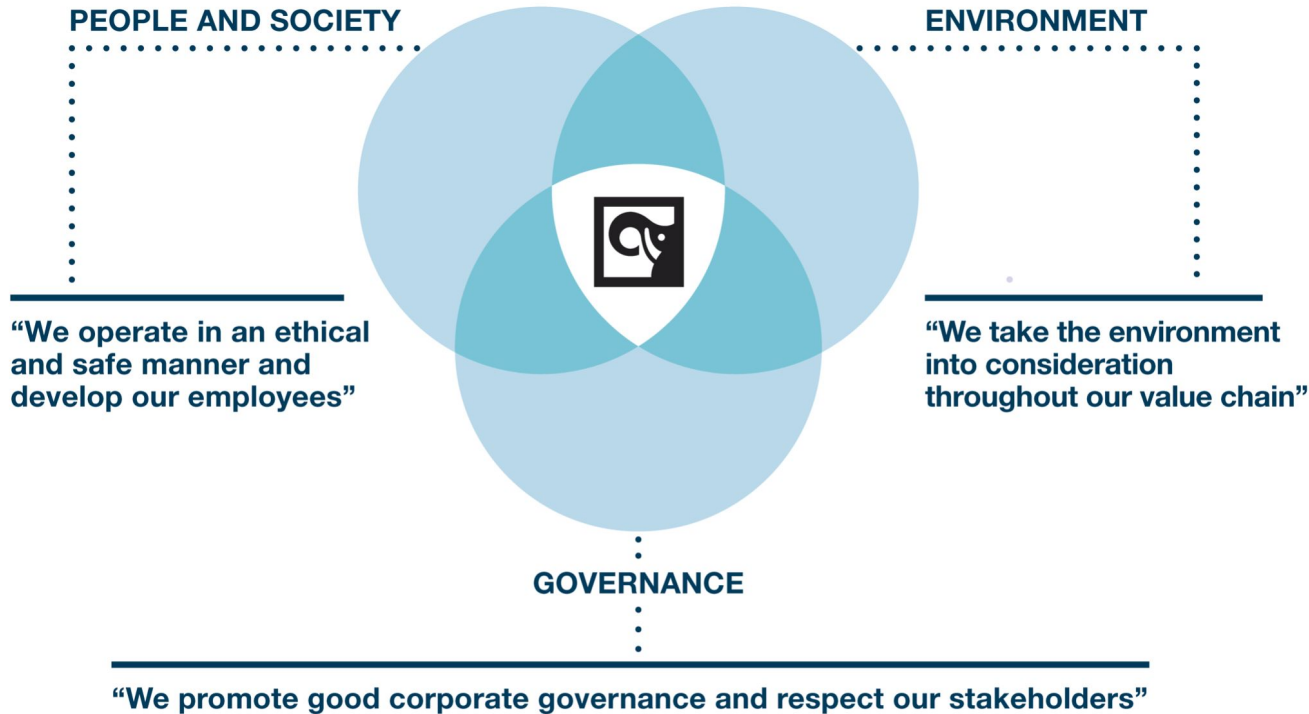 PEOPLE AND SOCIETY
ENVIRONMENT
“We operate in an ethical
and safe manner and
develop our employees”
“We take the environment
into consideration
throughout our value chain”
GOVERNANCE
“We promote good corporate governance and respect our stakeholders”